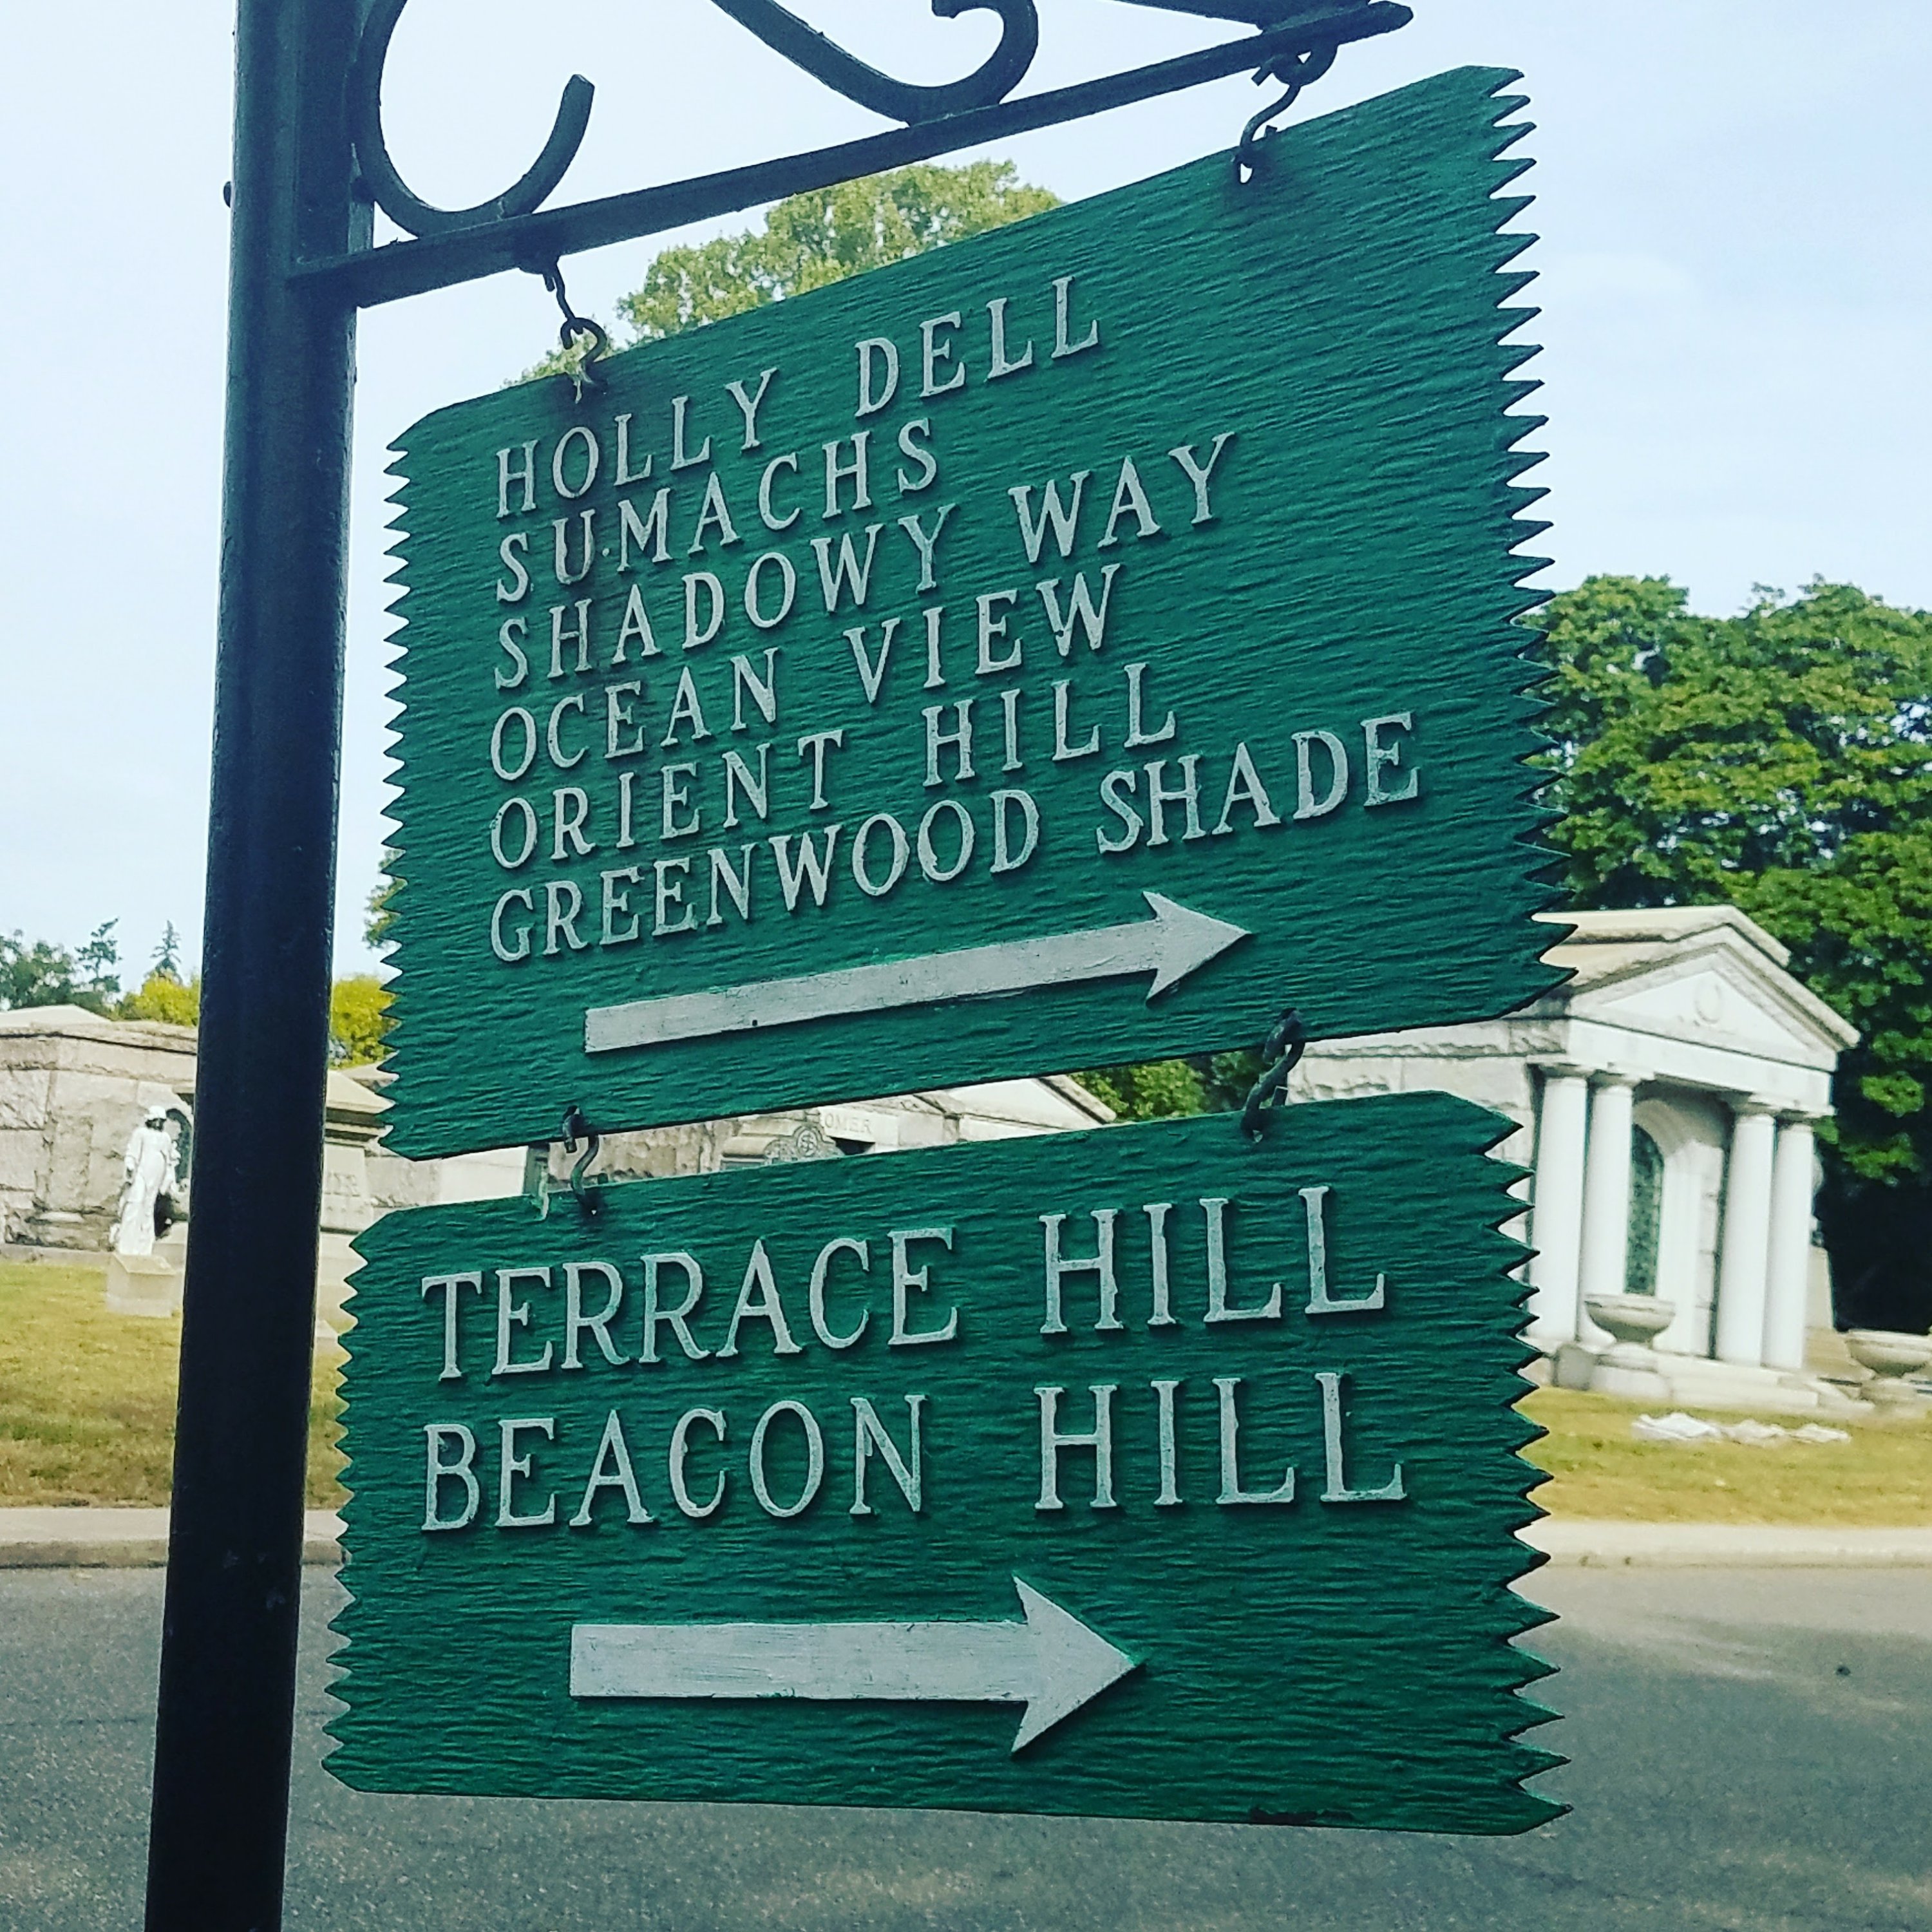 HOLLY DELL
SUMACHS
SHADOWY WAY
OCEAN VIEW
ORIENT HILL
GREENWOOD SHADE
TERRACE HILL
BEACON HILL